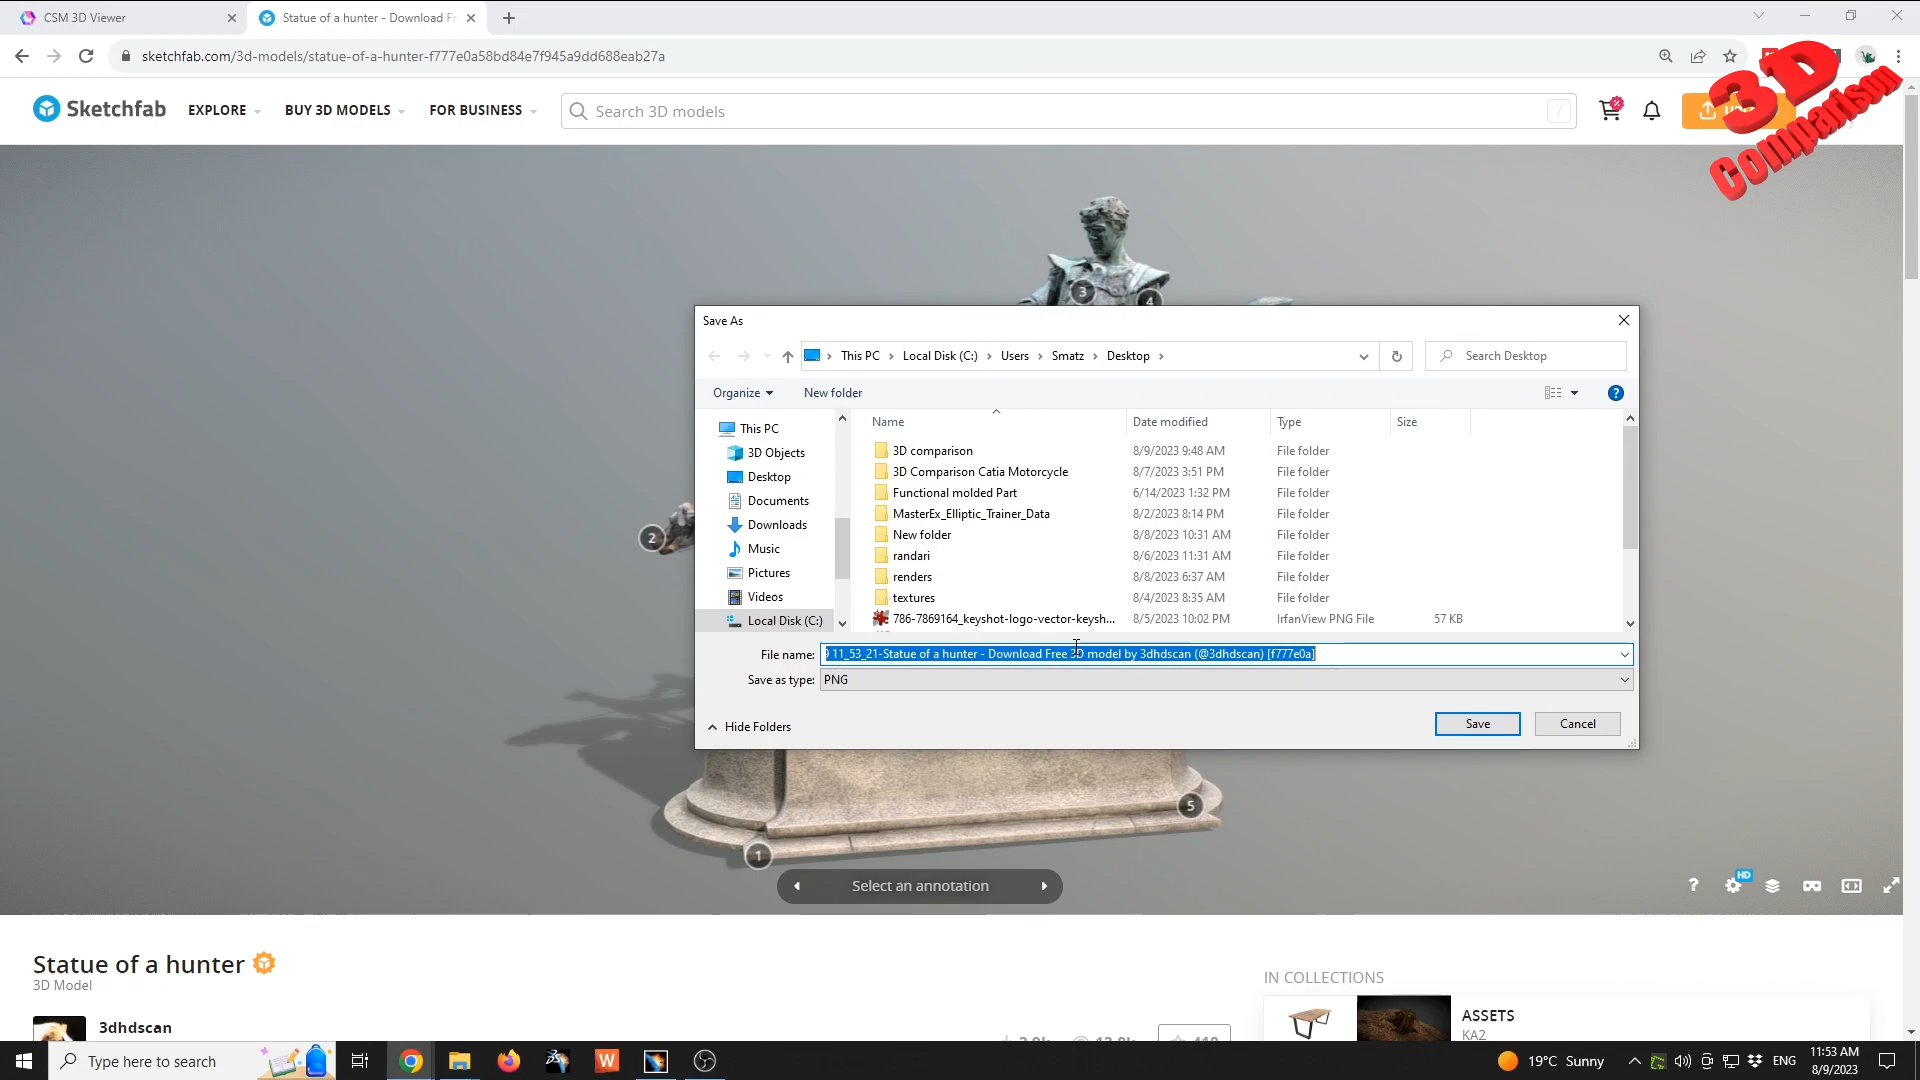 CSM 3D Viewer
Statue of a hunter - Download Fr
sketchfab.com/3d-models/statue-of-a-hunter-f777e0a58bd84e7f945a9dd688eab27a
Sketchfab
EXPLORE
BUY 3D MODELS
FOR BUSINESS
Search 3D models
/
3D
Comparison
3
4
2
5
1
Save As
This PC > Local Disk (C:) > Users > Smatz > Desktop >
Search Desktop
Organize
New folder
?
This PC
3D Objects
Desktop
Documents
Downloads
Music
Pictures
Videos
Local Disk (C:)
Name Date modified Type Size
3D comparison 8/9/2023 9:48 AM File folder
3D Comparison Catia Motorcycle 8/7/2023 3:51 PM File folder
Functional molded Part 6/14/2023 1:32 PM File folder
MasterEx_Elliptic_Trainer_Data 8/2/2023 8:14 PM File folder
New folder 8/8/2023 10:31 AM File folder
randari 8/6/2023 11:31 AM File folder
renders 8/8/2023 6:37 AM File folder
textures 8/4/2023 8:35 AM File folder
786-7869164_keyshot-logo-vector-keysh... 8/5/2023 10:02 PM IrfanView PNG File 57 KB
File name: 9 11_53_21-Statue of a hunter - Download Free 3D model by 3dhdscan (@3dhdscan) [f777e0a]
Save as type: PNG
Hide Folders
Save
Cancel
Select an annotation
?
HD
Statue of a hunter
3D Model
3dhdscan
IN COLLECTIONS
ASSETS
KA2
Type here to search
W
19°C Sunny
ENG
11:53 AM
8/9/2023